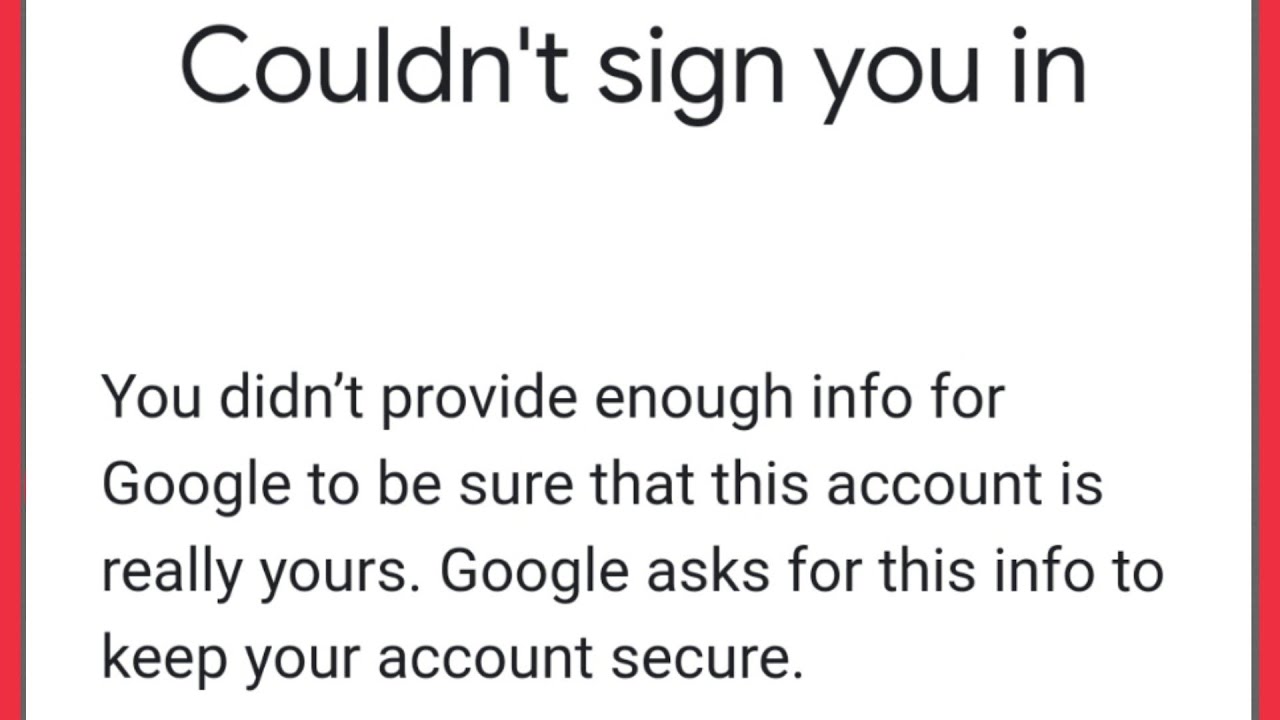 Couldn't sign you in
You didn’t provide enough info for
Google to be sure that this account is
really yours. Google asks for this info to
keep your account secure.